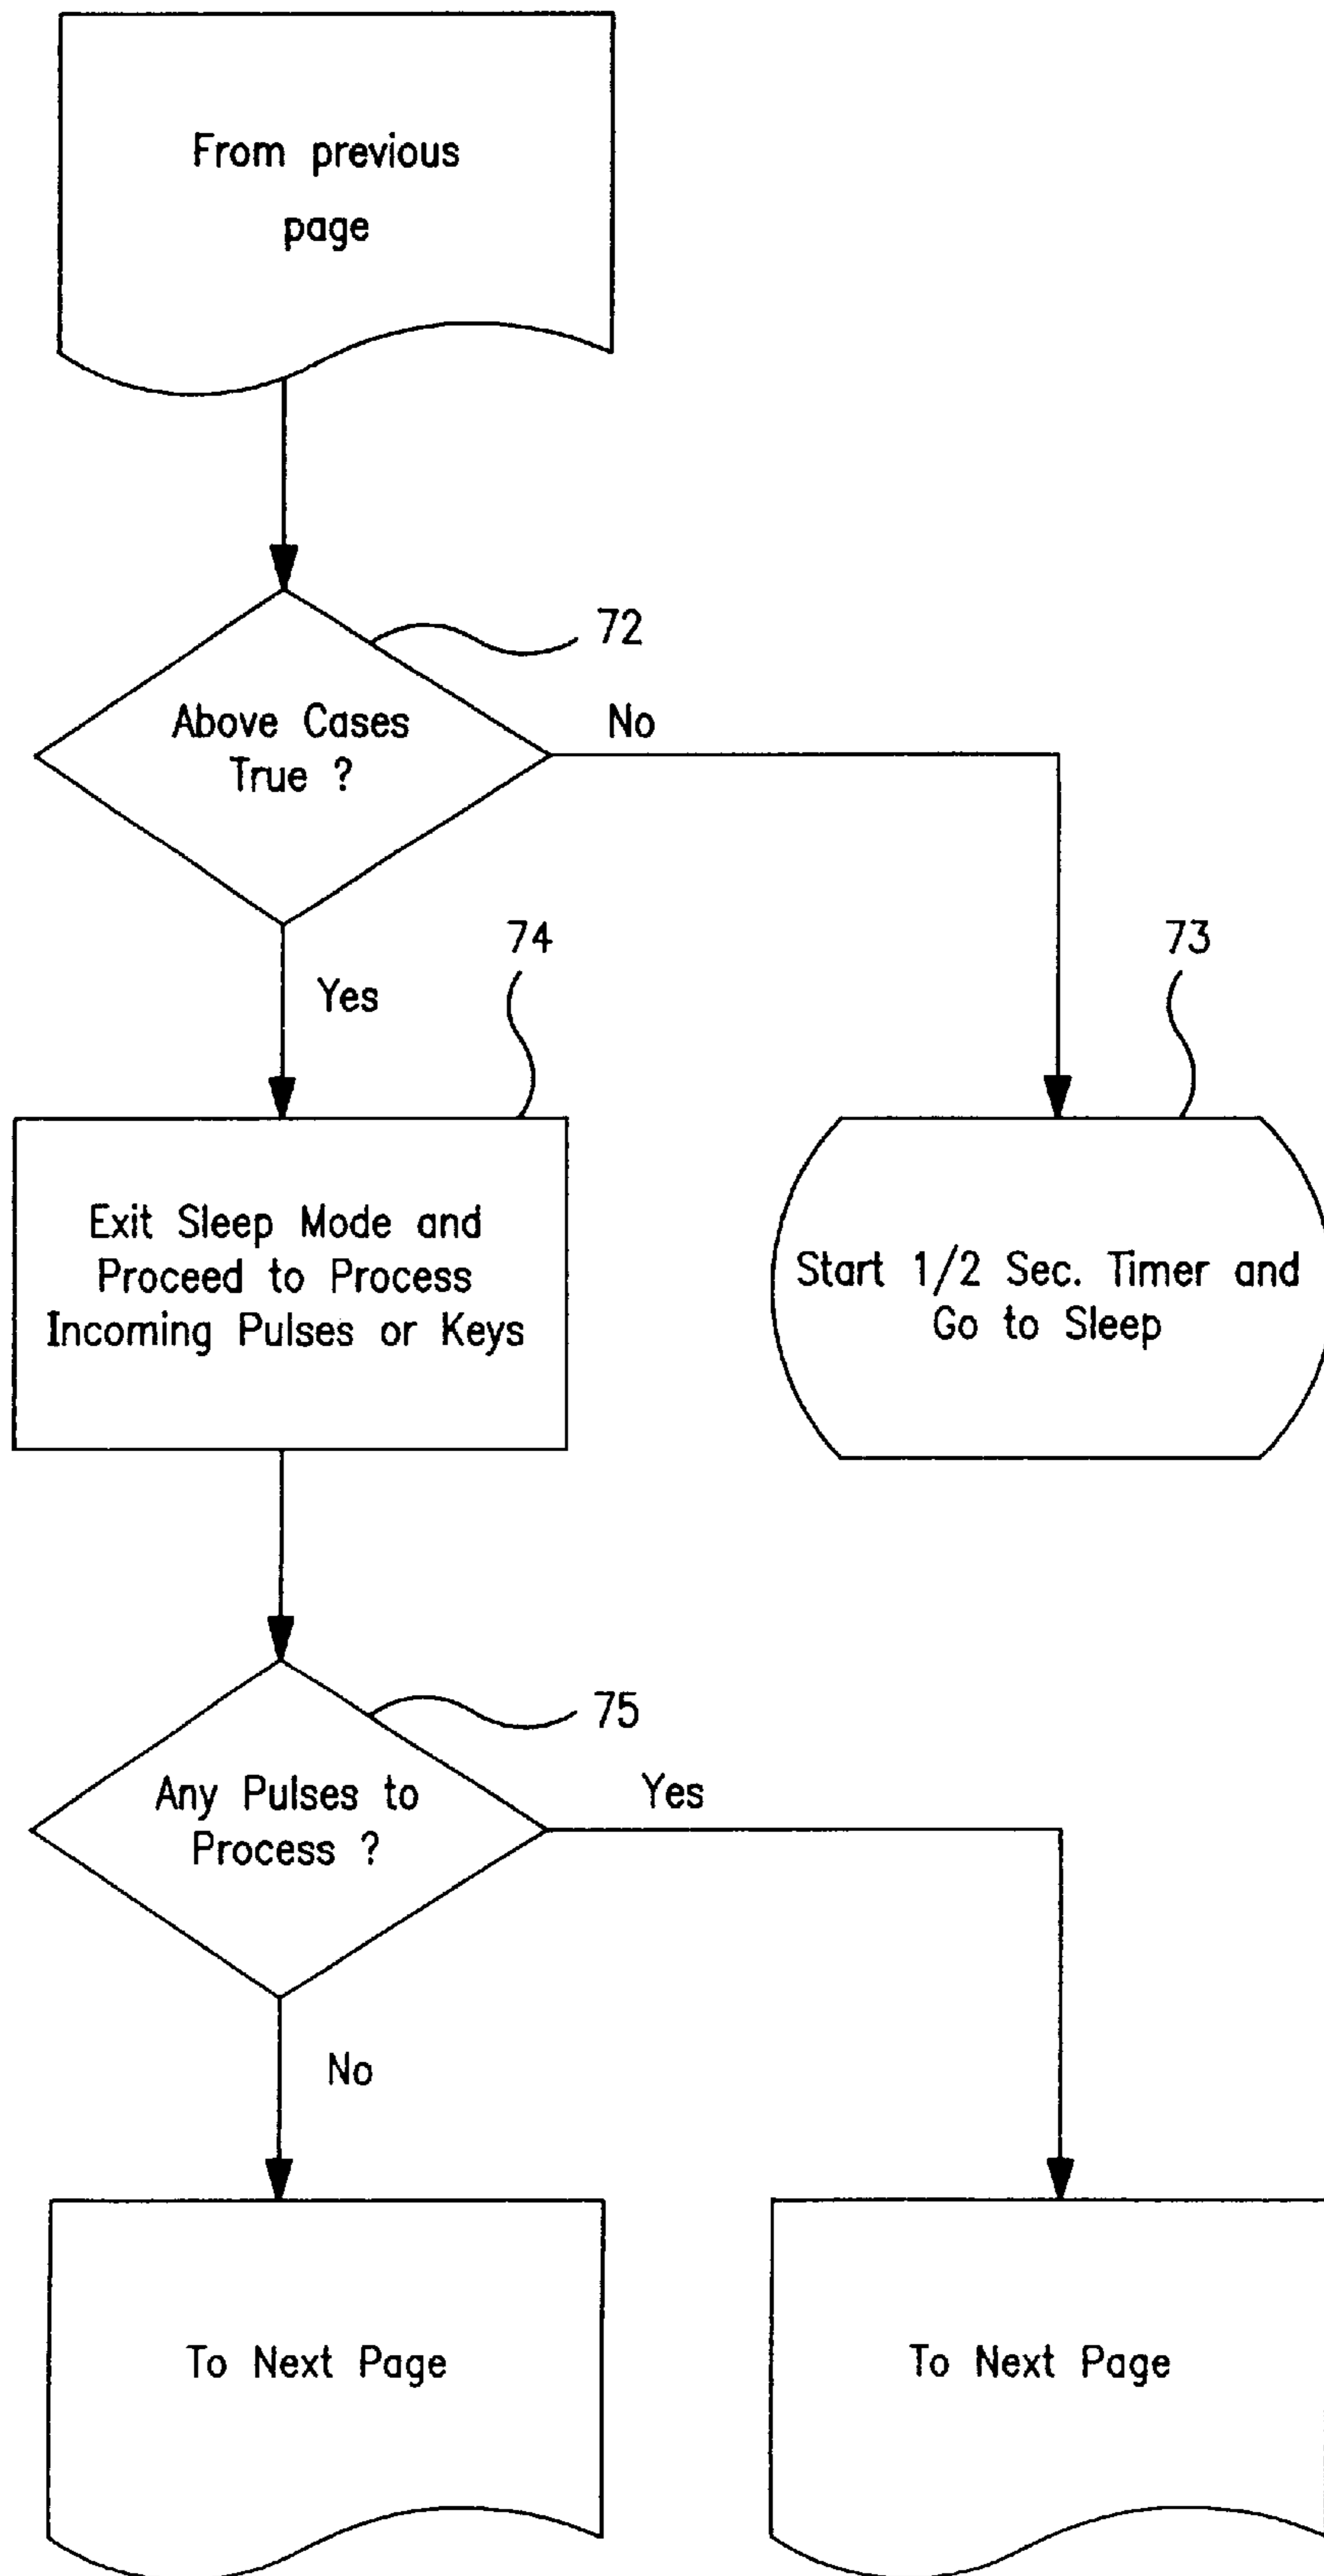 From previous
page
72
Above Cases
True ?
No
Yes
74
73
Exit Sleep Mode and
Proceed to Process
Incoming Pulses or Keys
Start 1/2 Sec. Timer and
Go to Sleep
75
Any Pulses to
Process ?
Yes
No
To Next Page
To Next Page